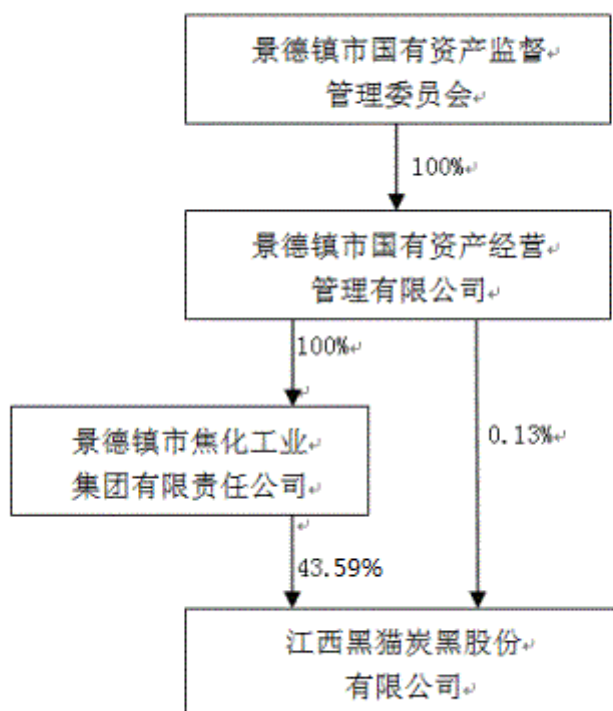 景德镇市国有资产监督
管理委员会
100%
景德镇市国有资产经营
管理有限公司
100%
0.13%
景德镇市焦化工业
集团有限责任公司
43.59%
江西黑猫炭黑股份
有限公司